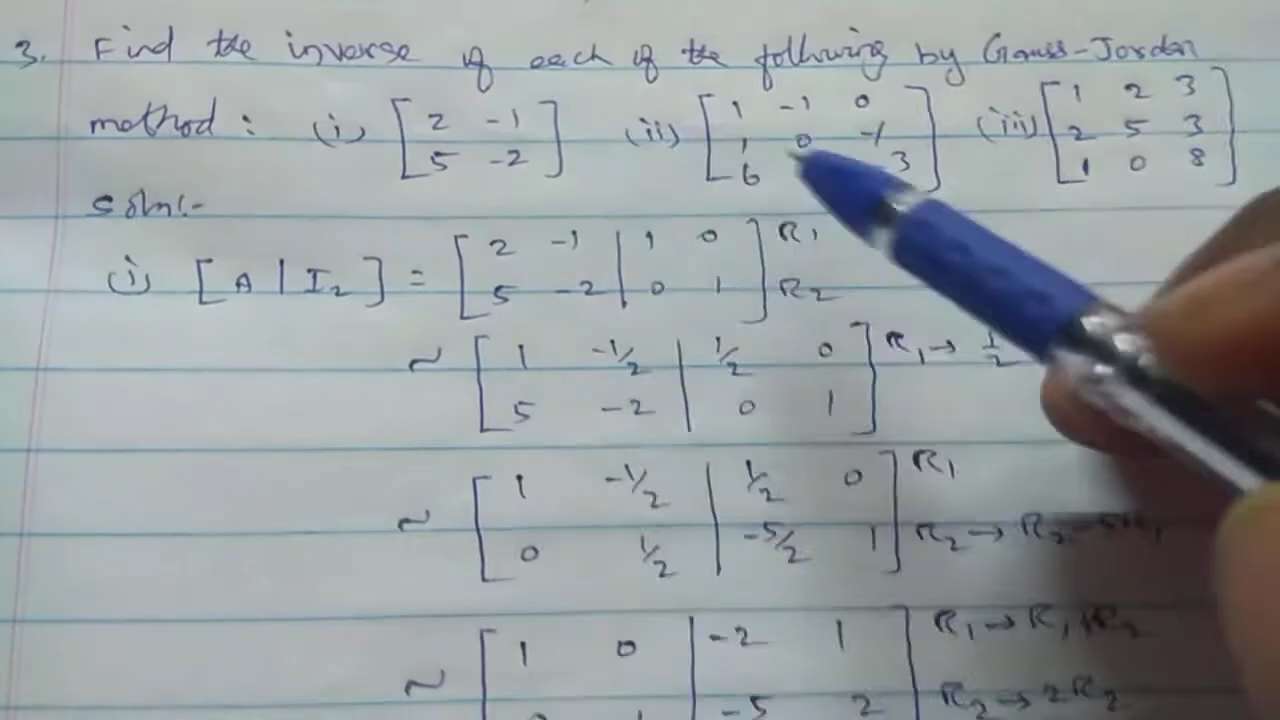 3. Find the inverse of each of the following by Gauss-Jordan
method : (i) [2 -1; 5 -2] (ii) [1 -1 0; 1 0 -1; 6 3] (iii) [1 2 3; 2 5 3; 1 0 8]
Soln:-
(i) [A | I₂] = [2 -1 | 1 0; 5 -2 | 0 1] R₁ R₂
~ [1 -1/2 | 1/2 0; 5 -2 | 0 1] R₁ → 1/2
~ [1 -1/2 | 1/2 0; 0 1/2 | -5/2 1] R₁ R₂ → R₂ - 5R₁
~ [1 0 | -2 1; 0 1 | -5 2] R₁ → R₁ + R₂ R₂ → 2R₂